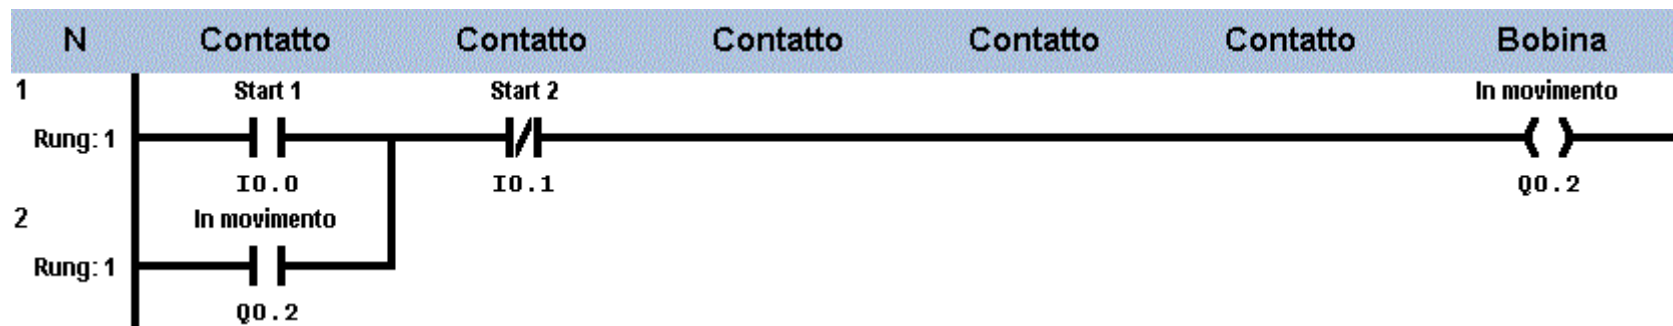 N Contatto Contatto Contatto Contatto Contatto Bobina
1 Start 1 Start 2 In movimento
Rung: 1
I0.0 I0.1 Q0.2
2 In movimento
Rung: 1
Q0.2